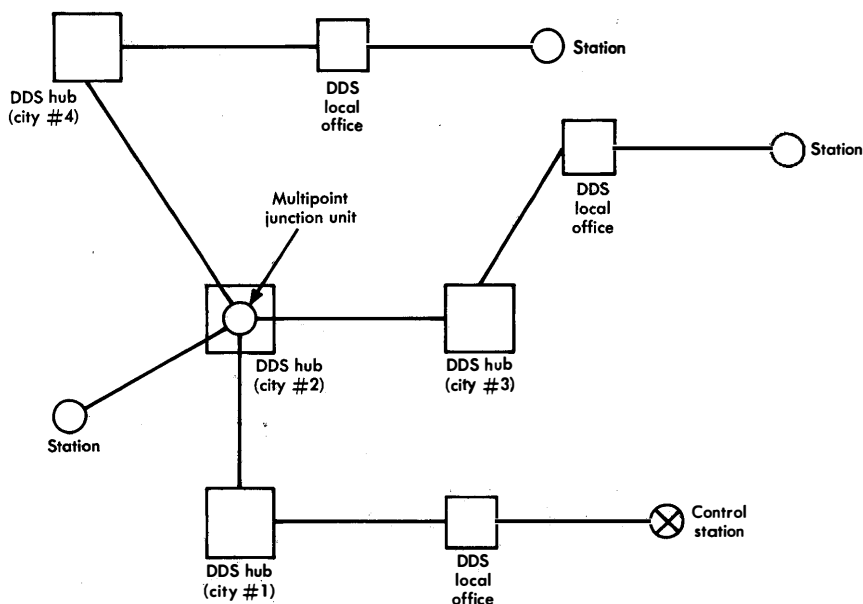 Station
DDS hub
(city #4)
DDS
local
office
Station
DDS
local
office
Multipoint
junction unit
DDS hub
(city #2)
DDS hub
(city #3)
Station
Control
station
DDS hub
(city #1)
DDS
local
office